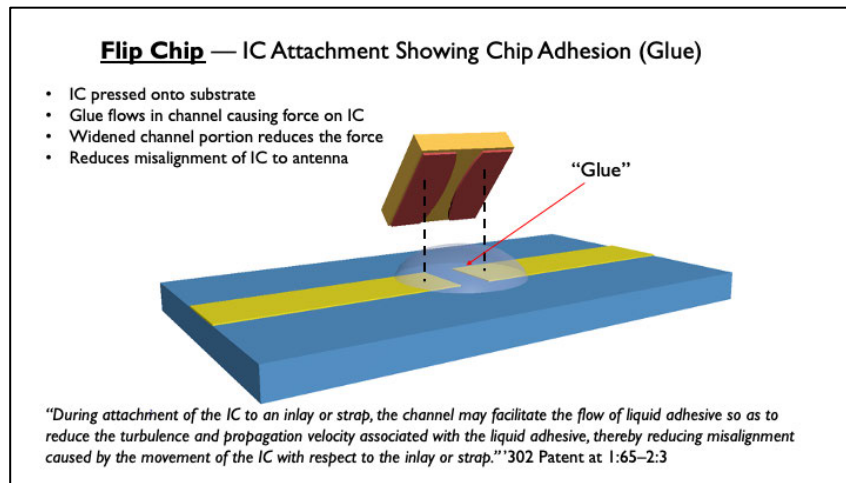 Flip Chip — IC Attachment Showing Chip Adhesion (Glue)
• IC pressed onto substrate
• Glue flows in channel causing force on IC
• Widened channel portion reduces the force
• Reduces misalignment of IC to antenna
“Glue”
“During attachment of the IC to an inlay or strap, the channel may facilitate the flow of liquid adhesive so as to
reduce the turbulence and propagation velocity associated with the liquid adhesive, thereby reducing misalignment
caused by the movement of the IC with respect to the inlay or strap.” ’302 Patent at 1:65–2:3